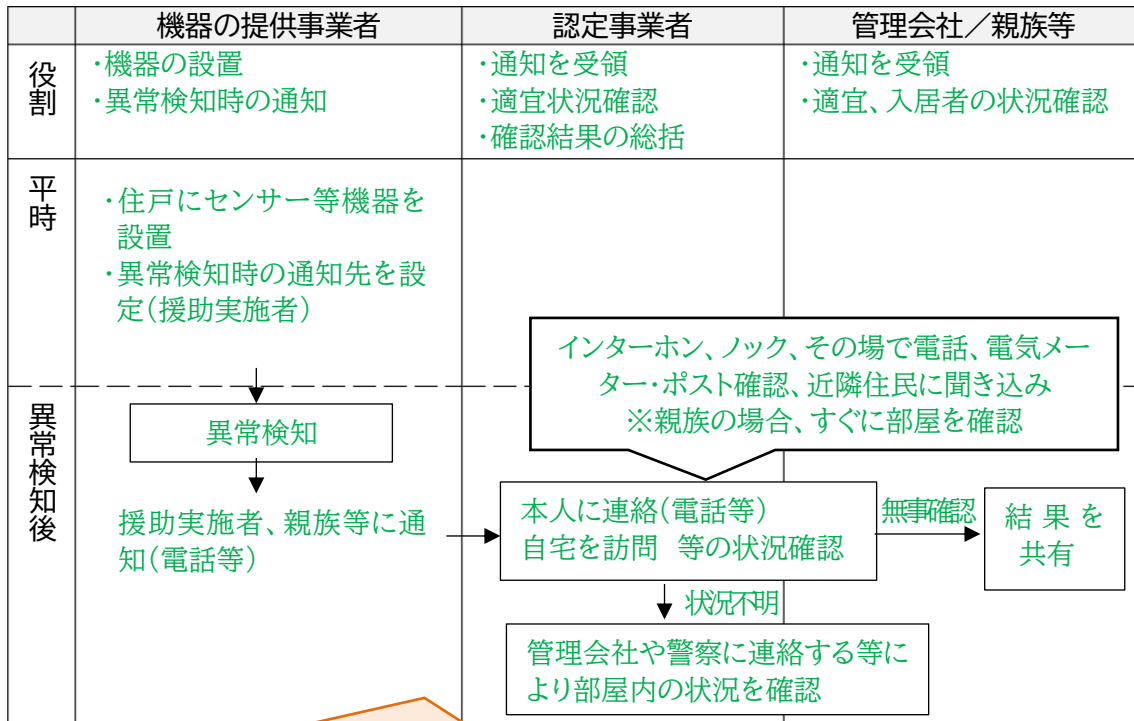 機器の提供事業者
認定事業者
管理会社／親族等
役割
・機器の設置
・異常検知時の通知
・通知を受領
・適宜状況確認
・確認結果の総括
・通知を受領
・適宜、入居者の状況確認
平時
・住戸にセンサー等機器を
設置
・異常検知時の通知先を設
定(援助実施者)
インターホン、ノック、その場で電話、電気メー
ター・ポスト確認、近隣住民に聞き込み
※親族の場合、すぐに部屋を確認
異常検知後
異常検知
援助実施者、親族等に通
知(電話等)
本人に連絡(電話等)
自宅を訪問　等の状況確認
無事確認
結果を
共有
状況不明
管理会社や警察に連絡する等に
より部屋内の状況を確認